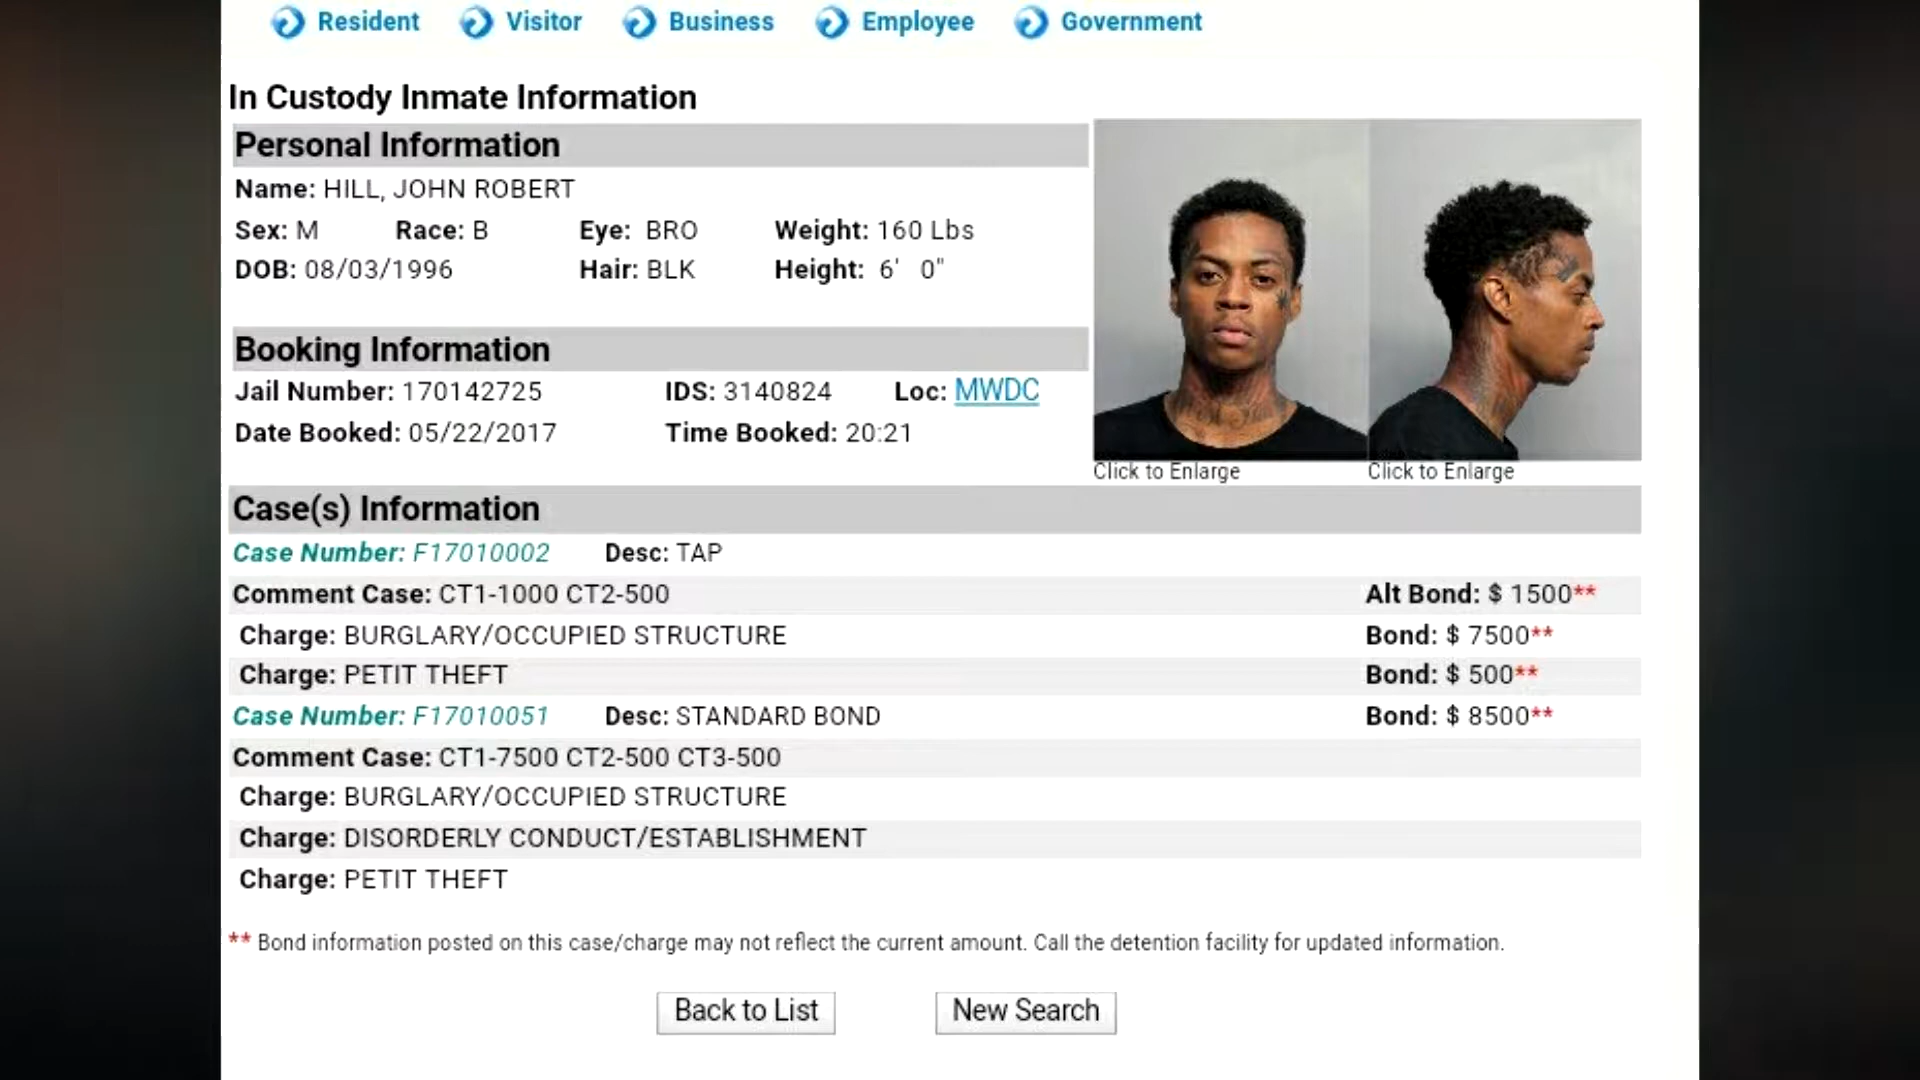 Resident Visitor Business Employee Government
In Custody Inmate Information
Personal Information
Name: HILL, JOHN ROBERT
Sex: M Race: B Eye: BRO Weight: 160 Lbs
DOB: 08/03/1996 Hair: BLK Height: 6' 0"
Booking Information
Jail Number: 170142725 IDS: 3140824 Loc: MWDC
Date Booked: 05/22/2017 Time Booked: 20:21
Click to Enlarge Click to Enlarge
Case(s) Information
Case Number: F17010002 Desc: TAP
Comment Case: CT1-1000 CT2-500 Alt Bond: $ 1500**
Charge: BURGLARY/OCCUPIED STRUCTURE Bond: $ 7500**
Charge: PETIT THEFT Bond: $ 500**
Case Number: F17010051 Desc: STANDARD BOND Bond: $ 8500**
Comment Case: CT1-7500 CT2-500 CT3-500
Charge: BURGLARY/OCCUPIED STRUCTURE
Charge: DISORDERLY CONDUCT/ESTABLISHMENT
Charge: PETIT THEFT
** Bond information posted on this case/charge may not reflect the current amount. Call the detention facility for updated information.
Back to List New Search